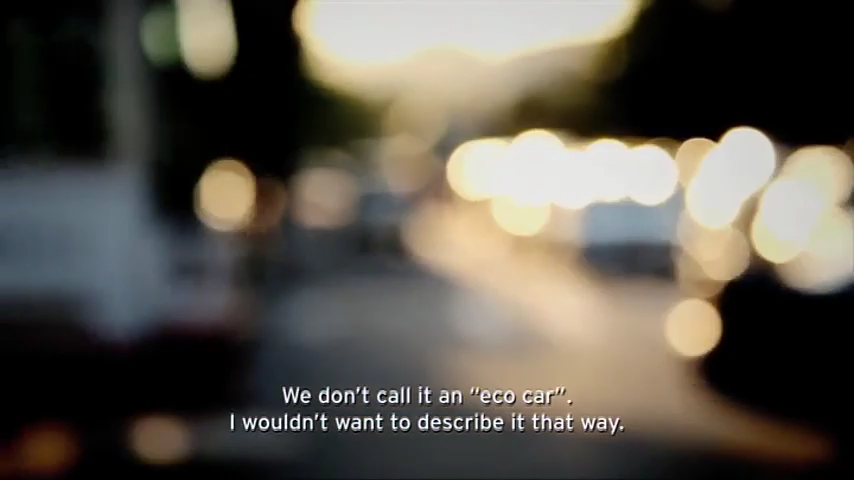 We don't call it an "eco car".
I wouldn't want to describe it that way.